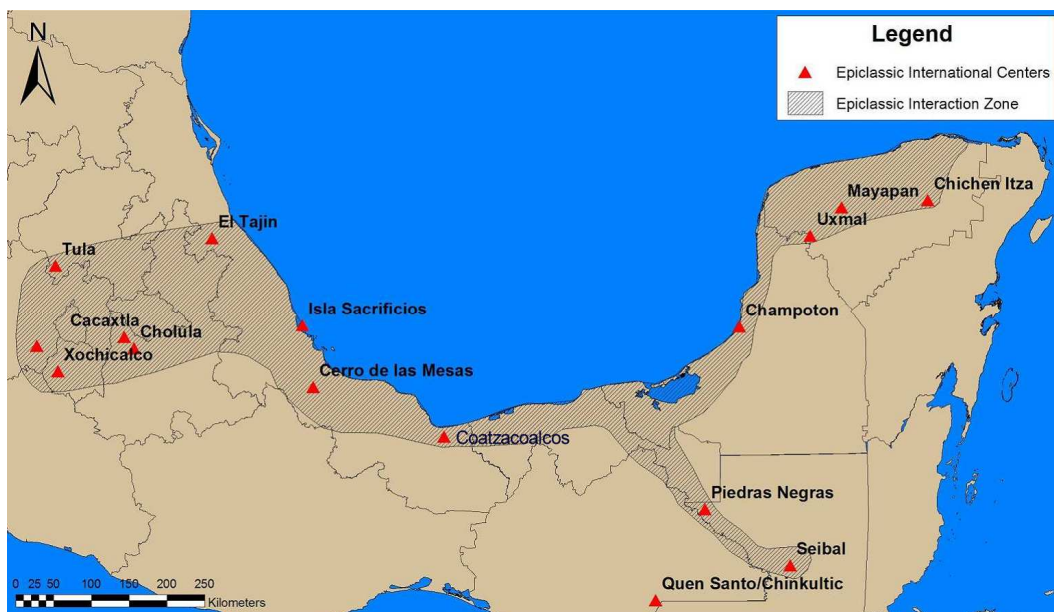 N
Legend
Epiclassic International Centers
Epiclassic Interaction Zone
El Tajin
Tula
Mayapan
Chichen Itza
Uxmal
Isla Sacrificios
Champoton
Cacaxtla
Cholula
Xochicalco
Cerro de las Mesas
Coatzacoalcos
Piedras Negras
Seibal
Quen Santo/Chinkultic
0 25 50 100 150 200 250
Kilometers